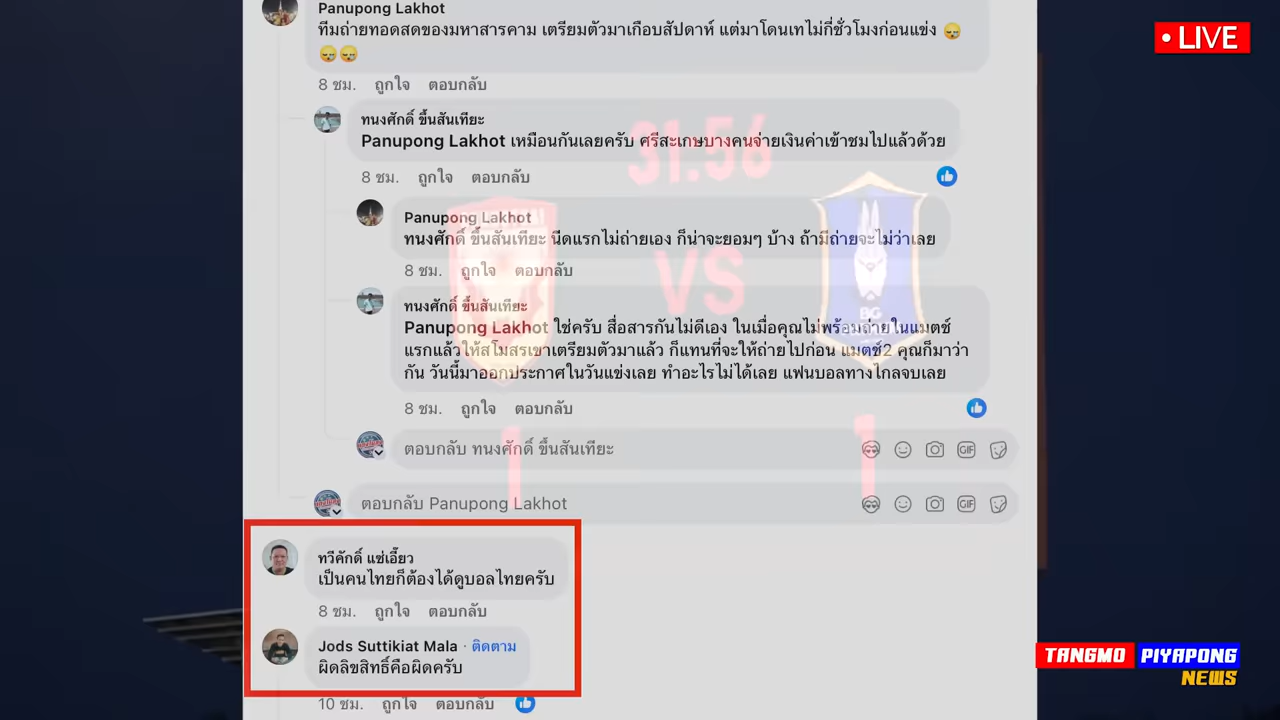 Panupong Lakhot
ทีมถ่ายทอดสดของมหาสารคาม เตรียมตัวมาเกือบสัปดาห์ แต่มาโดนเทไม่กี่ชั่วโมงก่อนแข่ง 😪
😪😪
8 ชม. ถูกใจ ตอบกลับ
ทนงศักดิ์ ขึ้นสันเทียะ
Panupong Lakhot เหมือนกันเลยครับ ศรีสะเกษบางคนจ่ายเงินค่าเข้าชมไปแล้วด้วย
8 ชม. ถูกใจ ตอบกลับ
Panupong Lakhot
ทนงศักดิ์ ขึ้นสันเทียะ นีดแรกไม่ถ่ายเอง ก็น่าจะยอมๆ บ้าง ถ้ามีถ่ายจะไม่ว่าเลย
8 ชม. ถูกใจ ตอบกลับ
ทนงศักดิ์ ขึ้นสันเทียะ
Panupong Lakhot ใช่ครับ สื่อสารกันไม่ดีเอง ในเมื่อคุณไม่พร้อมถ่ายในแมตช์
แรกแล้วให้สโมสรเขาเตรียมตัวมาแล้ว ก็แทนที่จะให้ถ่ายไปก่อน แมตช์2 คุณก็มาว่า
กัน วันนี้มาออกประกาศในวันแข่งเลย ทำอะไรไม่ได้เลย แฟนบอลทางไกลจบเลย
8 ชม. ถูกใจ ตอบกลับ
ตอบกลับ ทนงศักดิ์ ขึ้นสันเทียะ
GIF
ตอบกลับ Panupong Lakhot
GIF
ทวีคักดิ์ แซ่เอี๊ยว
เป็นคนไทยก็ต้องได้ดูบอลไทยครับ
8 ชม. ถูกใจ ตอบกลับ
Jods Suttikiat Mala · ติดตาม
ผิดลิขสิทธิ์คือผิดครับ
10 ชม. ถูกใจ ตอบกลับ
31.56
VS
BG
1
1
• LIVE
TANGMO PIYAPONG
NEWS